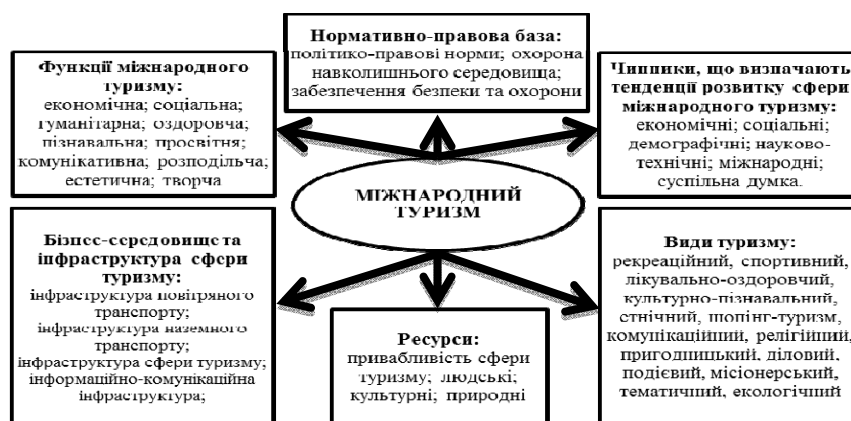 Функції міжнародного
туризму:
економічна; соціальна;
гуманітарна; оздоровча;
пізнавальна; просвітня;
комунікативна; розподільча;
естетична; творча
Нормативно-правова база:
політико-правові норми; охорона
навколишнього середовища;
забезпечення безпеки та охорони
Чинники, що визначають
тенденції розвитку сфери
міжнародного туризму:
економічні; соціальні;
демографічні; науково-
технічні; міжнародні;
суспільна думка.
МІЖНАРОДНИЙ
ТУРИЗМ
Бізнес-середовище та
інфраструктура сфери
туризму:
інфраструктура повітряного
транспорту;
інфраструктура наземного
транспорту;
інфраструктура сфери туризму;
інформаційно-комунікаційна
інфраструктура;
Ресурси:
привабливість сфери
туризму; людські;
культурні; природні
Види туризму:
рекреаційний, спортивний,
лікувально-оздоровчий,
культурно-пізнавальний,
етнічний, шопінг-туризм,
комунікаційний, релігійний,
пригодницький, діловий,
подієвий, місіонерський,
тематичний, екологічний